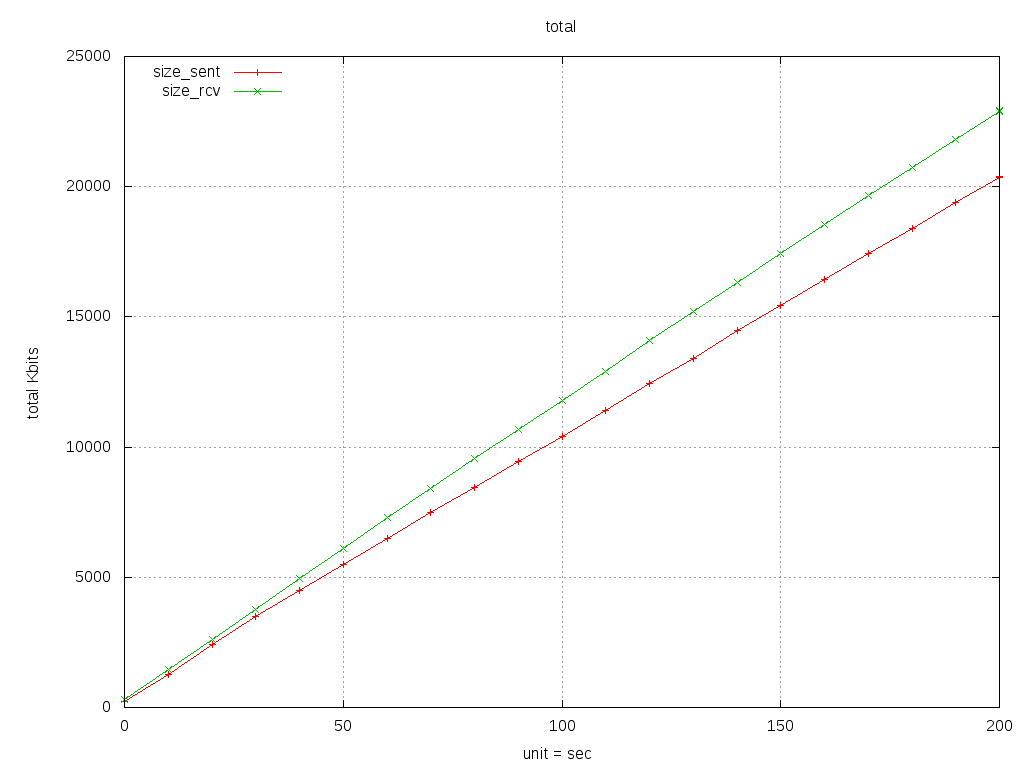 total
25000
20000
15000
10000
5000
0
size_sent
size_rcv
total Kbits
0 50 100 150 200
unit = sec